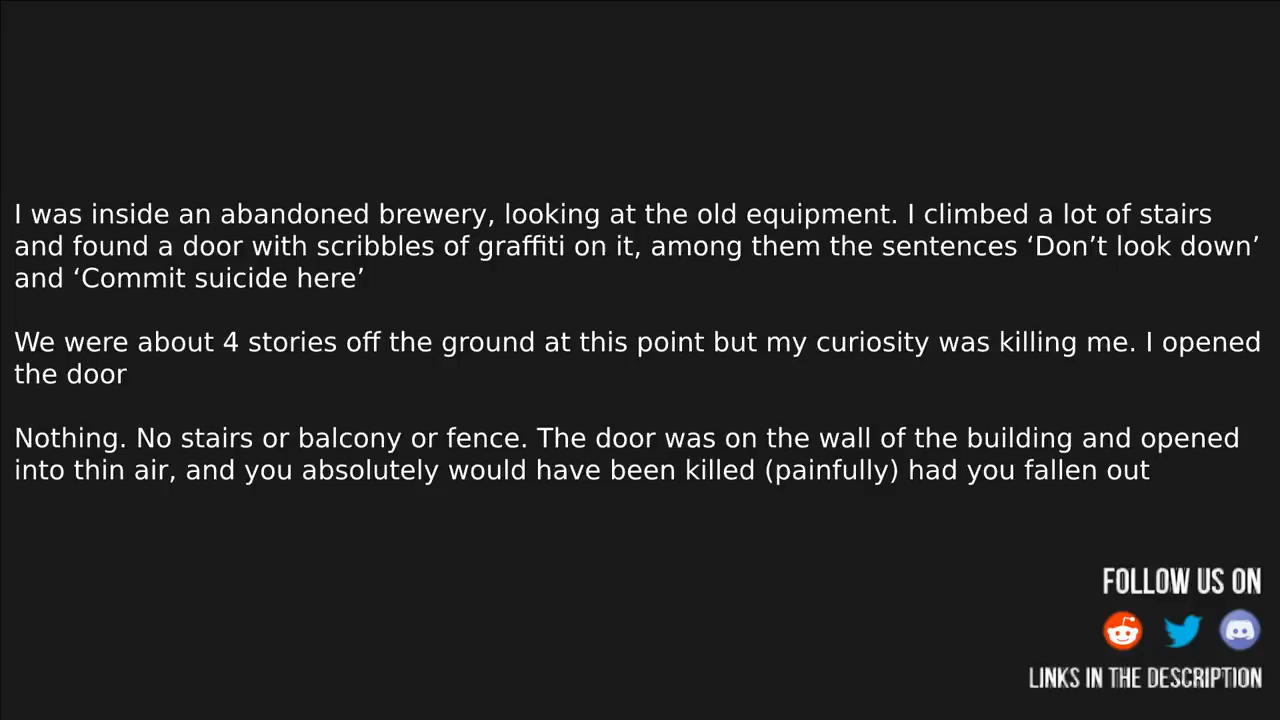 I was inside an abandoned brewery, looking at the old equipment. I climbed a lot of stairs
and found a door with scribbles of graffiti on it, among them the sentences ‘Don’t look down’
and ‘Commit suicide here’
We were about 4 stories off the ground at this point but my curiosity was killing me. I opened
the door
Nothing. No stairs or balcony or fence. The door was on the wall of the building and opened
into thin air, and you absolutely would have been killed (painfully) had you fallen out
FOLLOW US ON
LINKS IN THE DESCRIPTION